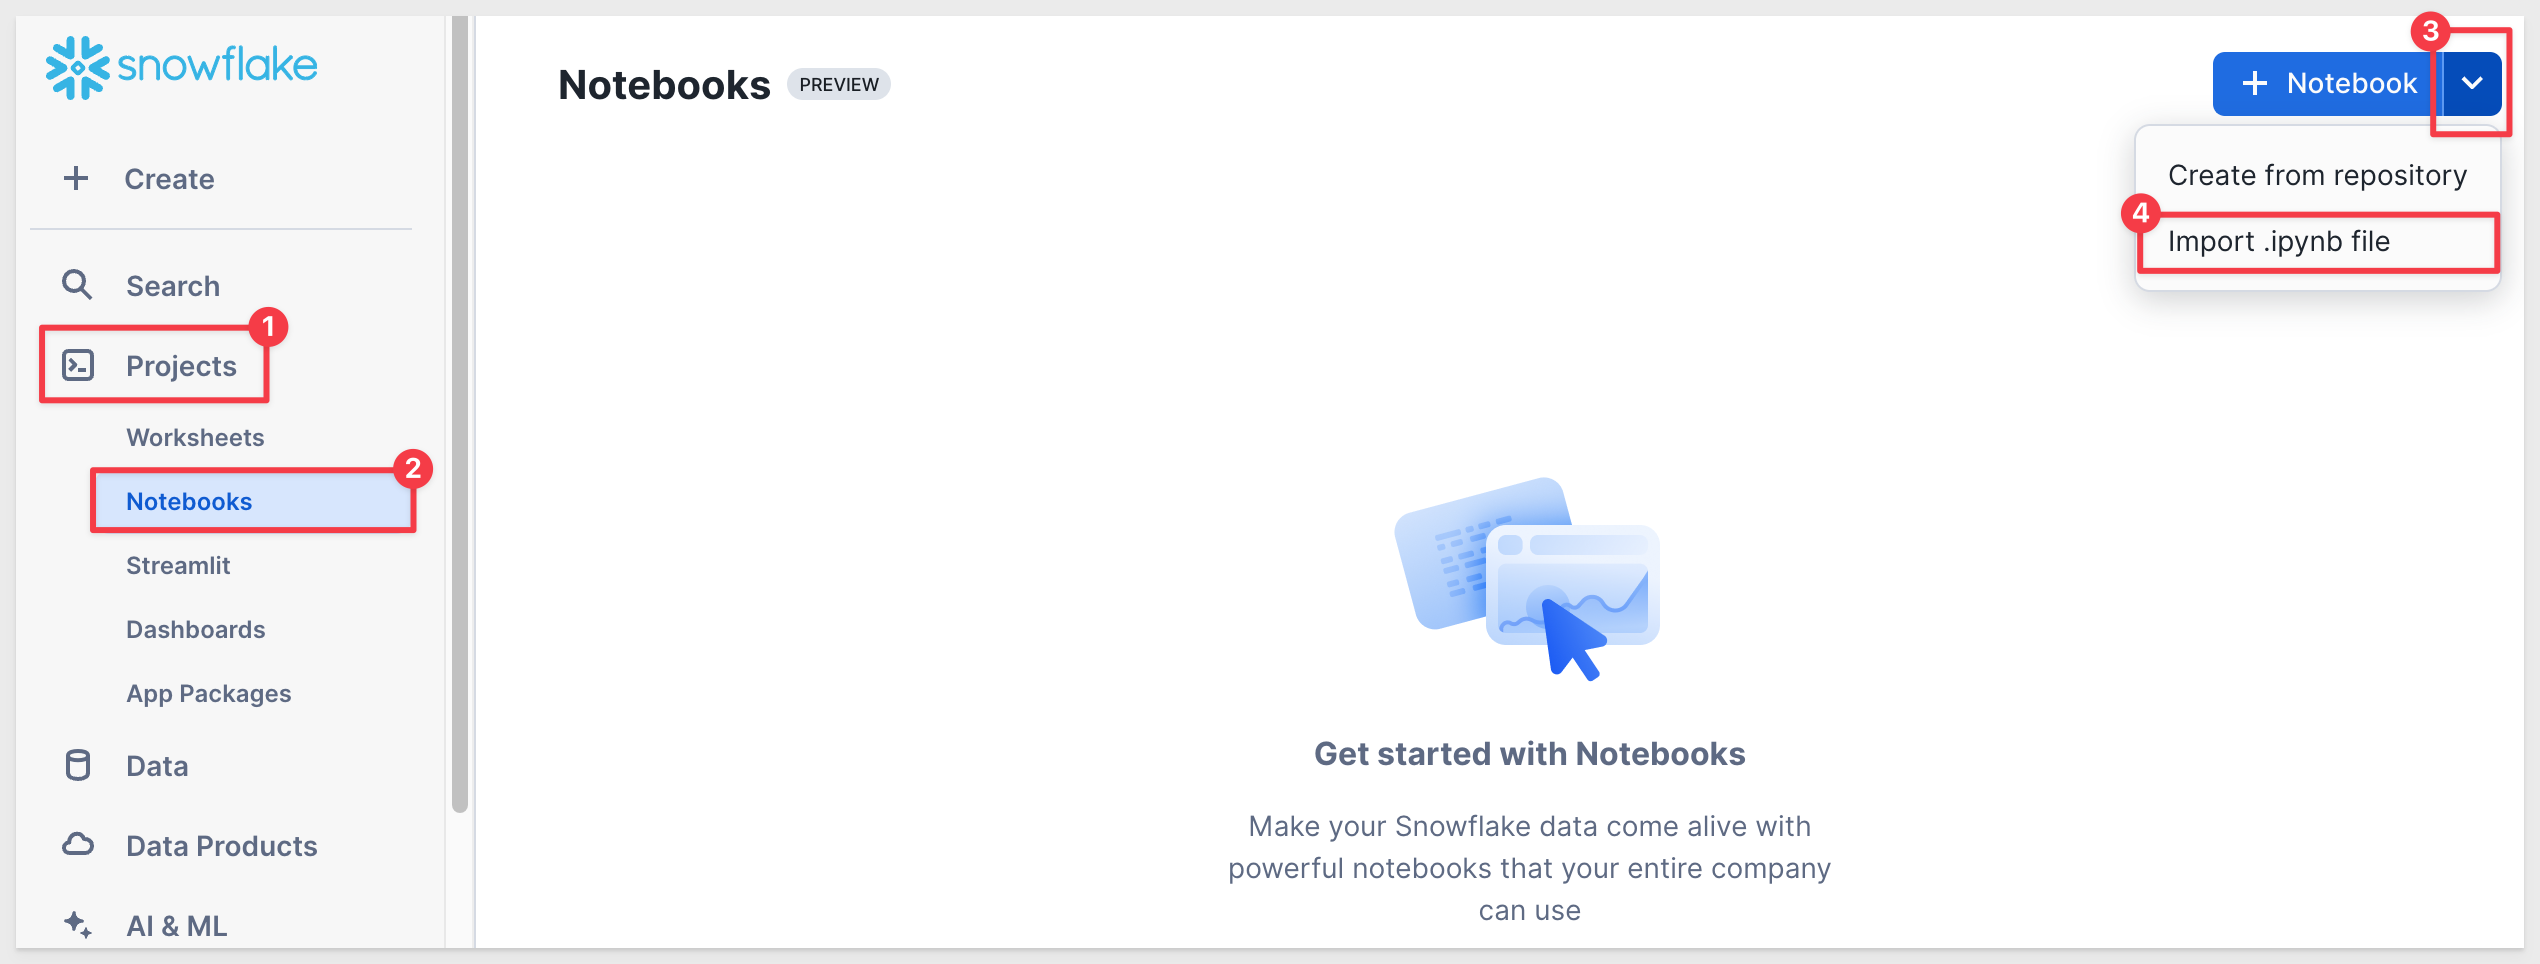 snowflake
Create
Search
1
Projects
Worksheets
2
Notebooks
Streamlit
Dashboards
App Packages
Data
Data Products
AI & ML
Notebooks PREVIEW
3
+ Notebook
Create from repository
4
Import .ipynb file
Get started with Notebooks
Make your Snowflake data come alive with
powerful notebooks that your entire company
can use